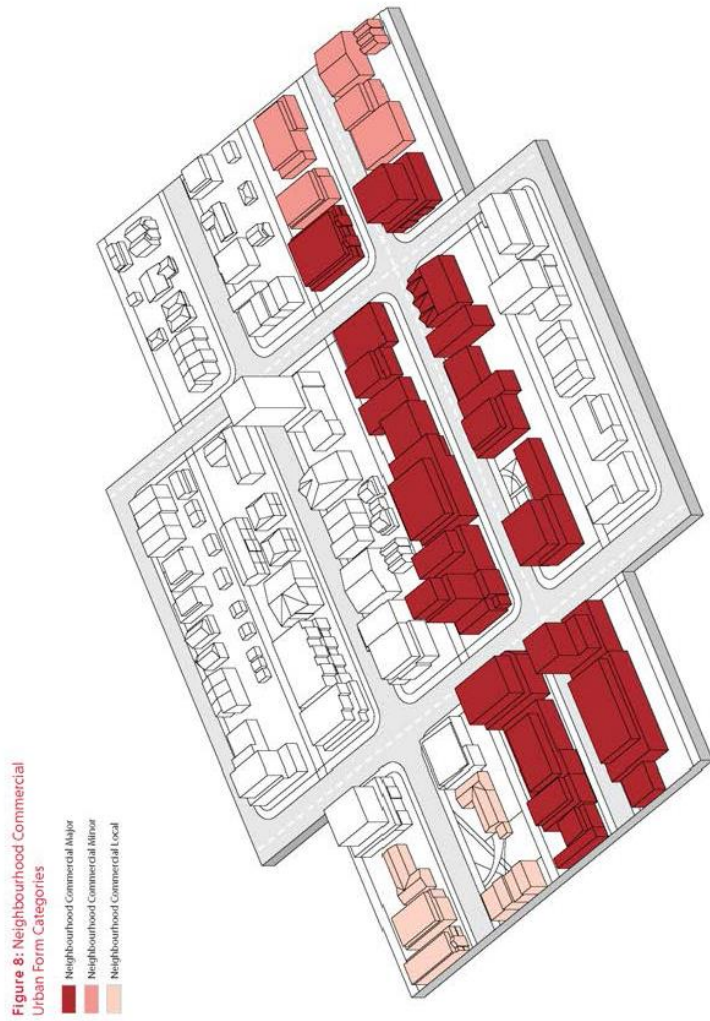 Figure 8: Neighbourhood Commercial
Urban Form Categories
Neighbourhood Commercial Major
Neighbourhood Commercial Minor
Neighbourhood Commercial Local